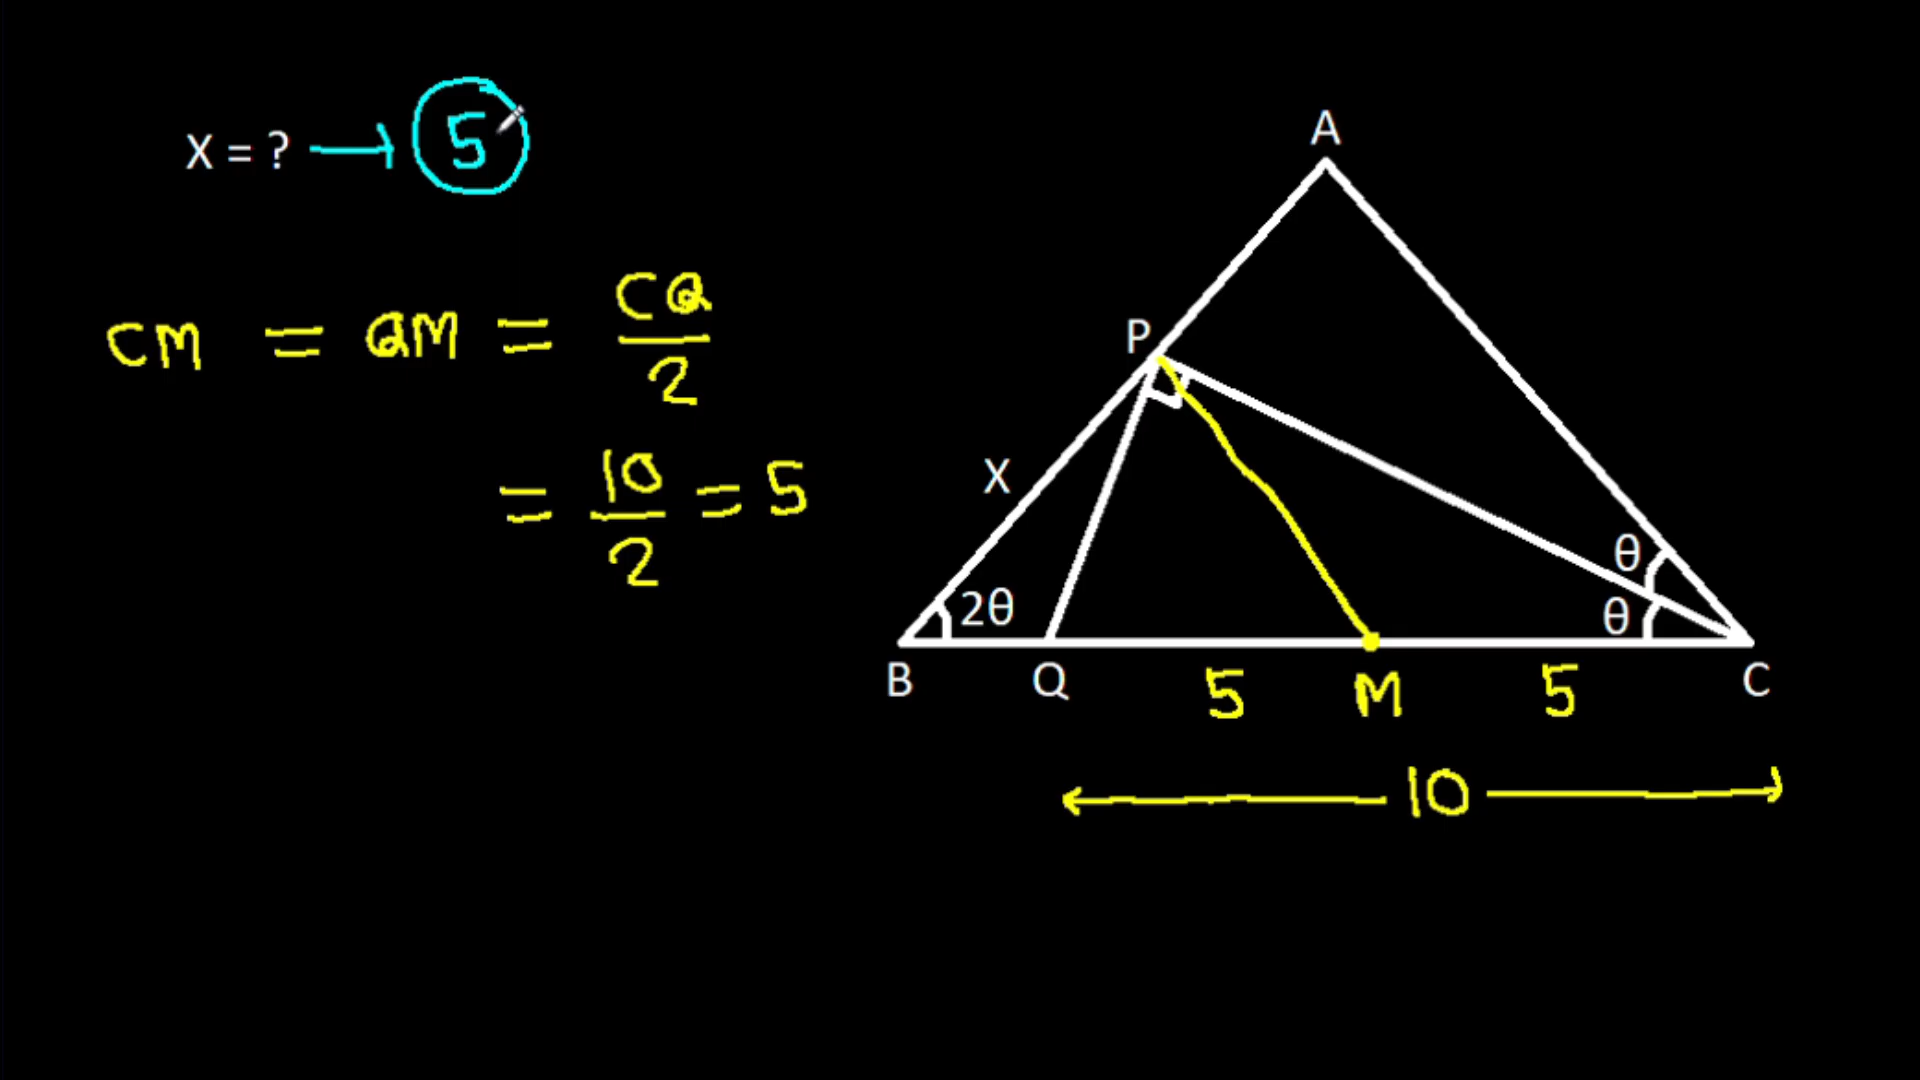 X = ? → 5
CM = QM = CQ/2
= 10/2 = 5
A
P
X
2θ
θ
θ
B Q 5 M 5 C
10